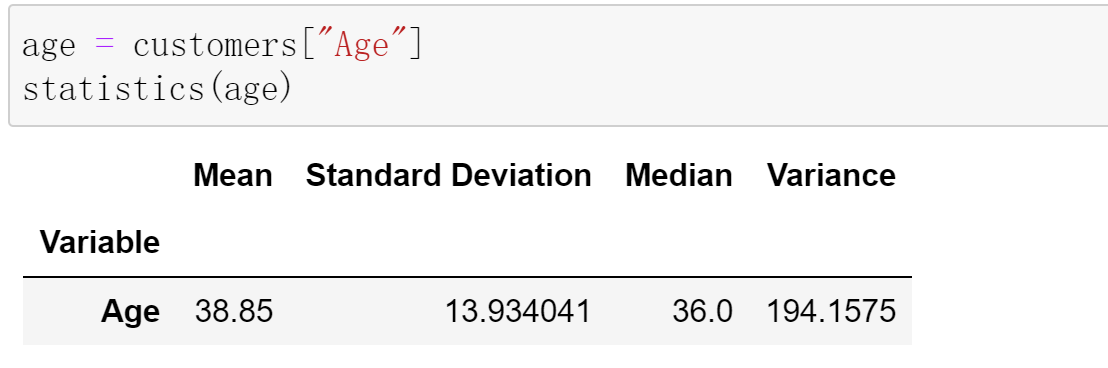 age = customers["Age"]
statistics(age)
Mean Standard Deviation Median Variance
Variable
Age 38.85 13.934041 36.0 194.1575